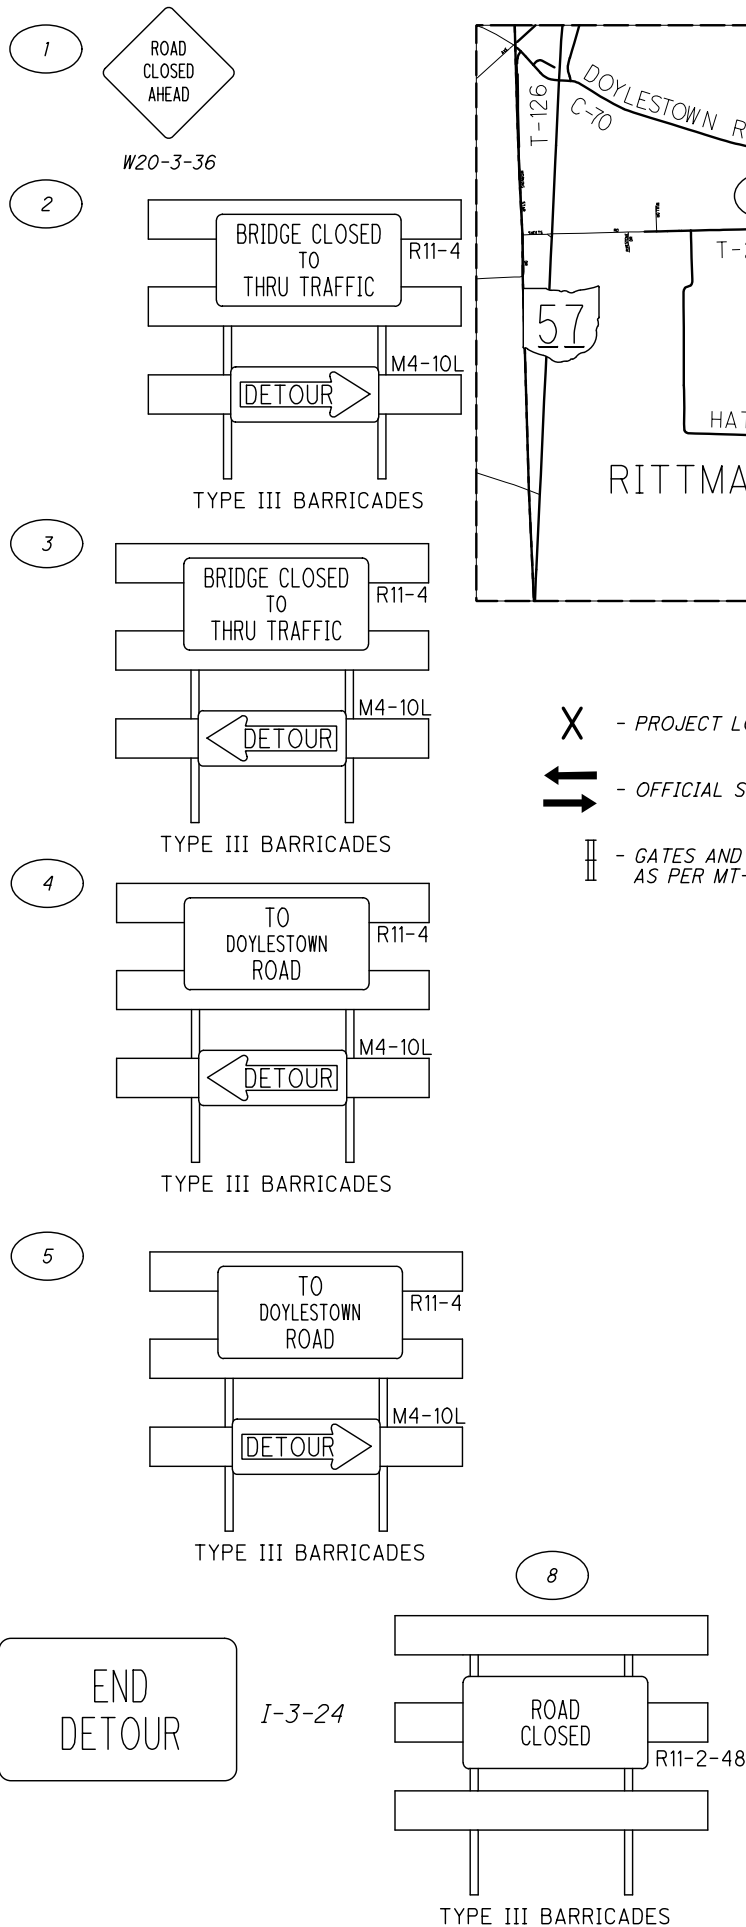 1
ROAD
CLOSED
AHEAD
W20-3-36
2
BRIDGE CLOSED
TO
THRU TRAFFIC
R11-4
M4-10L
DETOUR
TYPE III BARRICADES
3
BRIDGE CLOSED
TO
THRU TRAFFIC
R11-4
M4-10L
DETOUR
TYPE III BARRICADES
4
TO
DOYLESTOWN
ROAD
R11-4
M4-10L
DETOUR
TYPE III BARRICADES
5
TO
DOYLESTOWN
ROAD
R11-4
M4-10L
DETOUR
TYPE III BARRICADES
END
DETOUR
I-3-24
8
ROAD
CLOSED
R11-2-48
TYPE III BARRICADES
DOYLESTOWN R
C-70
T-126
T-
57
HAT
RITTMA
X - PROJECT LO
- OFFICIAL S
- GATES AND
AS PER MT-